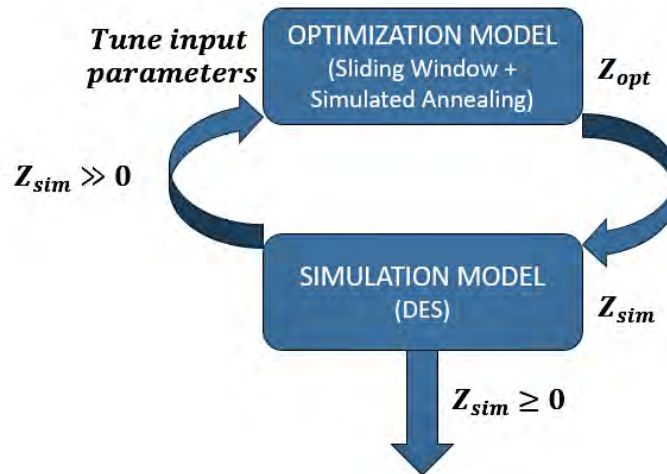 Tune input
parameters
OPTIMIZATION MODEL
(Sliding Window +
Simulated Annealing)
Z_opt
Z_sim ≫ 0
SIMULATION MODEL
(DES)
Z_sim
Z_sim ≥ 0